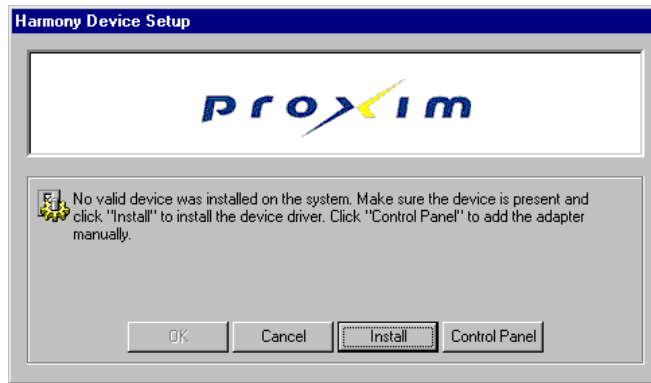 Harmony Device Setup
proxim
No valid device was installed on the system. Make sure the device is present and
click "Install" to install the device driver. Click "Control Panel" to add the adapter
manually.
OK Cancel Install Control Panel